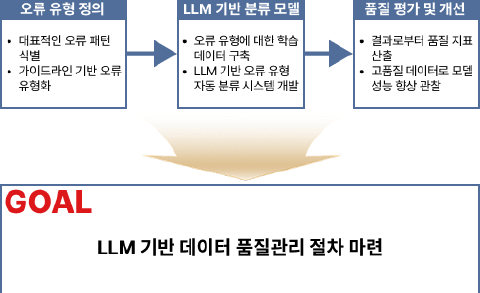 오류 유형 정의
• 대표적인 오류 패턴
식별
• 가이드라인 기반 오류
유형화
LLM 기반 분류 모델
• 오류 유형에 대한 학습
데이터 구축
• LLM 기반 오류 유형
자동 분류 시스템 개발
품질 평가 및 개선
• 결과로부터 품질 지표
산출
• 고품질 데이터로 모델
성능 향상 관찰
GOAL
LLM 기반 데이터 품질관리 절차 마련